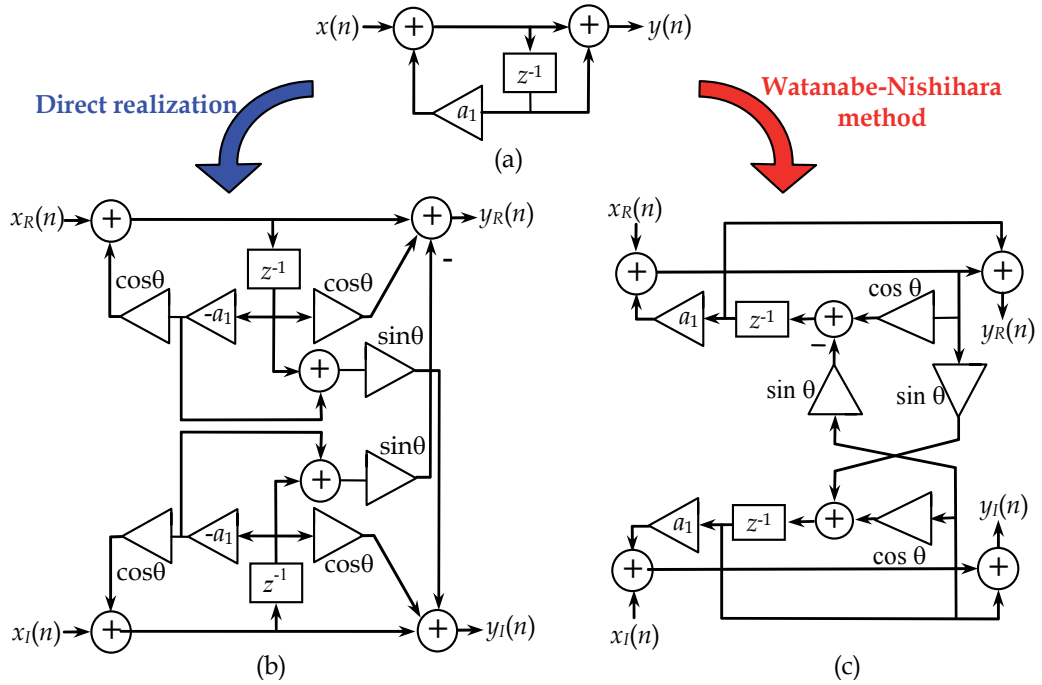 x(n) + + y(n)
z-1
a1
(a)
Direct realization
Watanabe-Nishihara
method
xR(n) + + yR(n)
-
z-1
cosθ cosθ
-a1
sinθ
+
sinθ
+
-a1
cosθ cosθ
z-1
xI(n) + + yI(n)
(b)
xR(n)
+ +
cos θ
a1 z-1 + yR(n)
–
sin θ sin θ
a1 z-1 + yI(n)
cos θ
+ +
xI(n)
(c)